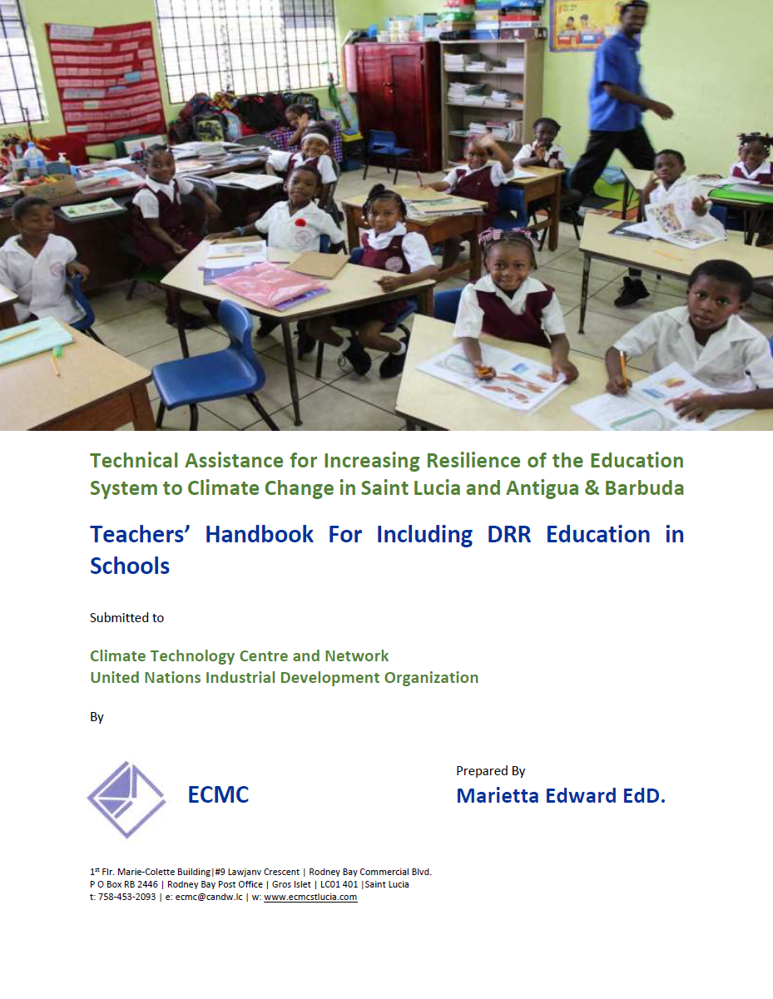 Technical Assistance for Increasing Resilience of the Education
System to Climate Change in Saint Lucia and Antigua & Barbuda
Teachers’ Handbook For Including DRR Education in
Schools
Submitted to
Climate Technology Centre and Network
United Nations Industrial Development Organization
By
ECMC
Prepared By
Marietta Edward EdD.
1st Flr. Marie-Colette Building|#9 Lawjanv Crescent | Rodney Bay Commercial Blvd.
P O Box RB 2446 | Rodney Bay Post Office | Gros Islet | LC01 401 |Saint Lucia
t: 758-453-2093 | e: ecmc@candw.lc | w: www.ecmcstlucia.com